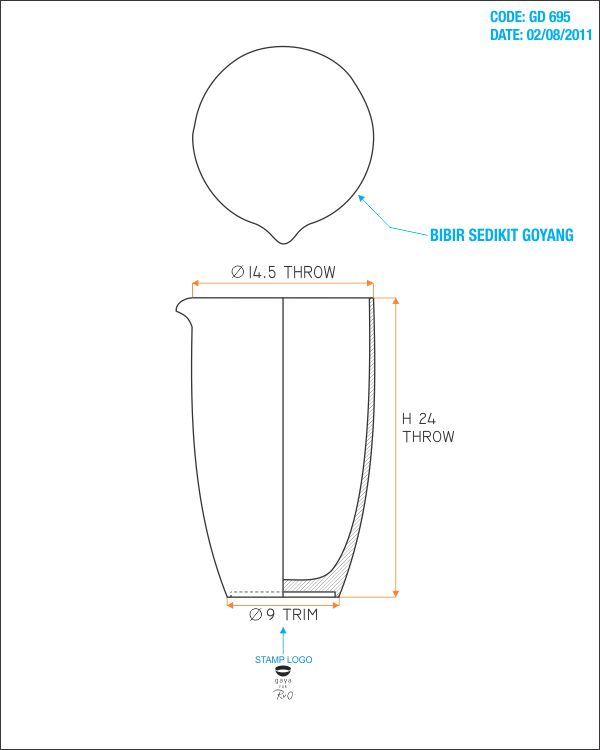 CODE: GD 695
DATE: 02/08/2011
BIBIR SEDIKIT GOYANG
Ø 14.5 THROW
H 24
THROW
Ø 9 TRIM
STAMP LOGO
gaya